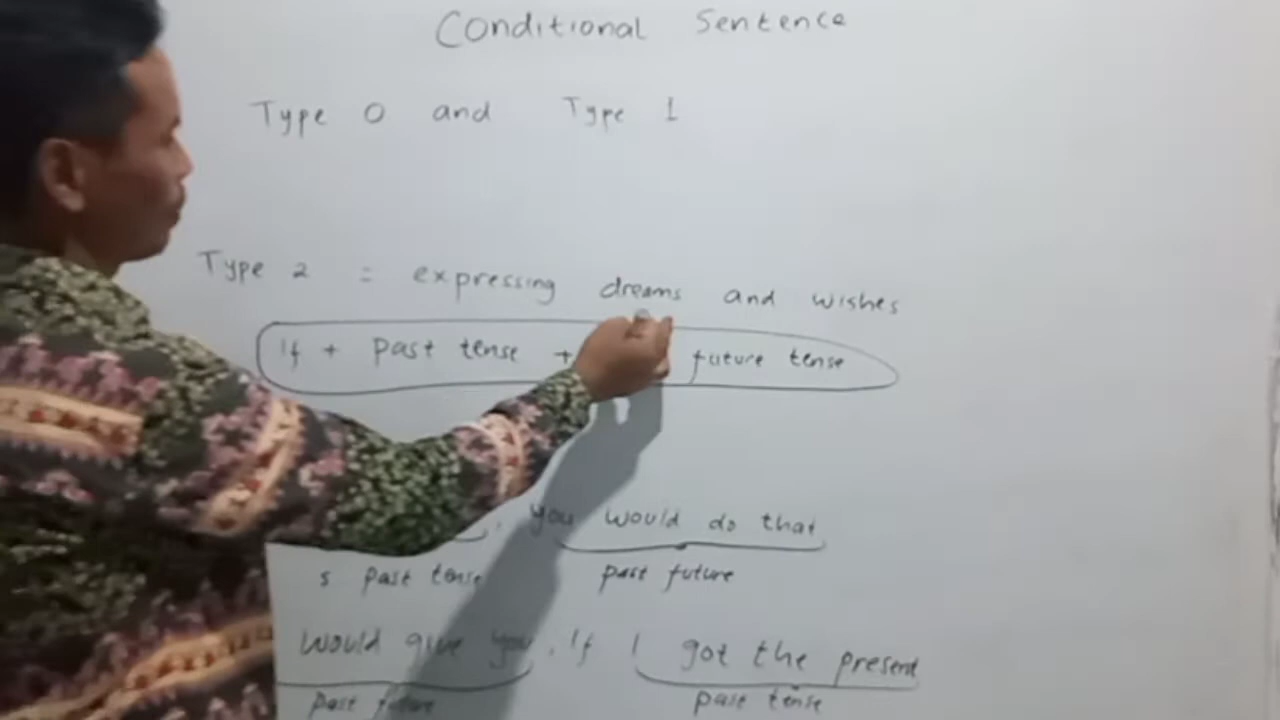 Conditional Sentence
Type 0 and Type 1
Type 2 = expressing dreams and wishes
If + past tense + future tense
, you would do that
s past tense past future
would give you, If I got the present
past future past tense